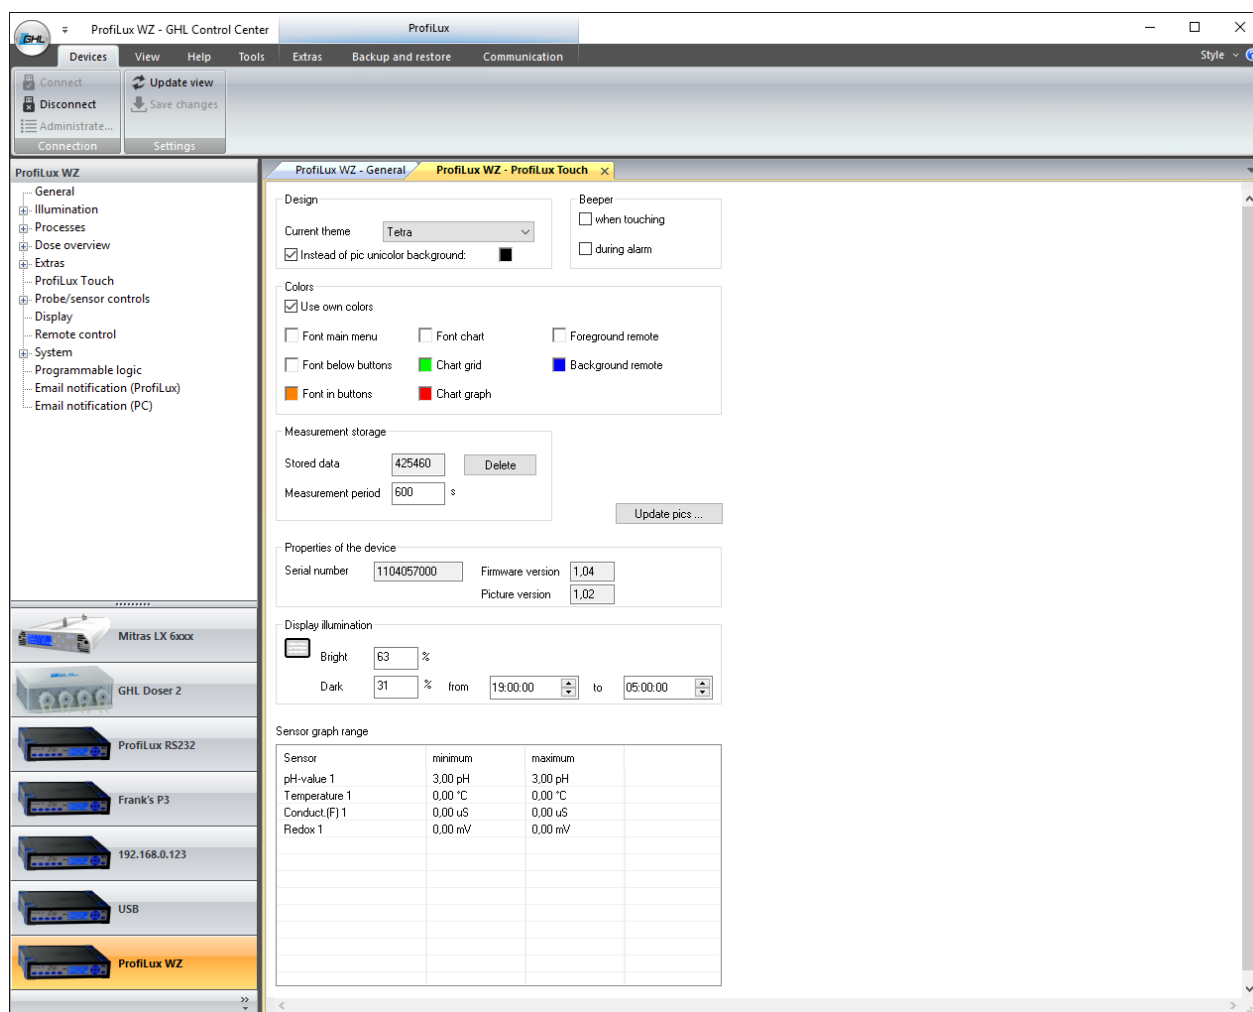 GHL
ProfiLux WZ - GHL Control Center
ProfiLux
Devices View Help Tools Extras Backup and restore Communication
Style
Connect
Disconnect
Administrate...
Connection
Update view
Save changes
Settings
ProfiLux WZ
General
Illumination
Processes
Dose overview
Extras
ProfiLux Touch
Probe/sensor controls
Display
Remote control
System
Programmable logic
Email notification (ProfiLux)
Email notification (PC)
Mitras LX 6xxx
GHL Doser 2
ProfiLux RS232
Frank's P3
192.168.0.123
USB
ProfiLux WZ
ProfiLux WZ - General
ProfiLux WZ - ProfiLux Touch
Design
Current theme Tetra
Instead of pic unicolor background:
Beeper
when touching
during alarm
Colors
Use own colors
Font main menu Font chart Foreground remote
Font below buttons Chart grid Background remote
Font in buttons Chart graph
Measurement storage
Stored data 425460 Delete
Measurement period 600 s
Update pics ...
Properties of the device
Serial number 1104057000 Firmware version 1,04
Picture version 1,02
Display illumination
Bright 63 %
Dark 31 % from 19:00:00 to 05:00:00
Sensor graph range
Sensor minimum maximum
pH-value 1 3,00 pH 3,00 pH
Temperature 1 0,00 °C 0,00 °C
Conduct.(F) 1 0,00 uS 0,00 uS
Redox 1 0,00 mV 0,00 mV